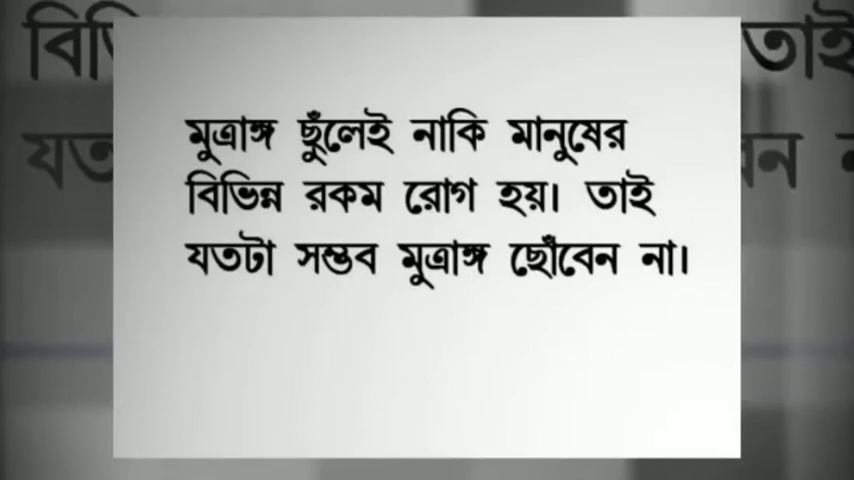 মুত্রাঙ্গ ছুঁলেই নাকি মানুষের
বিভিন্ন রকম রোগ হয়। তাই
যতটা সম্ভব মুত্রাঙ্গ ছোঁবেন না।